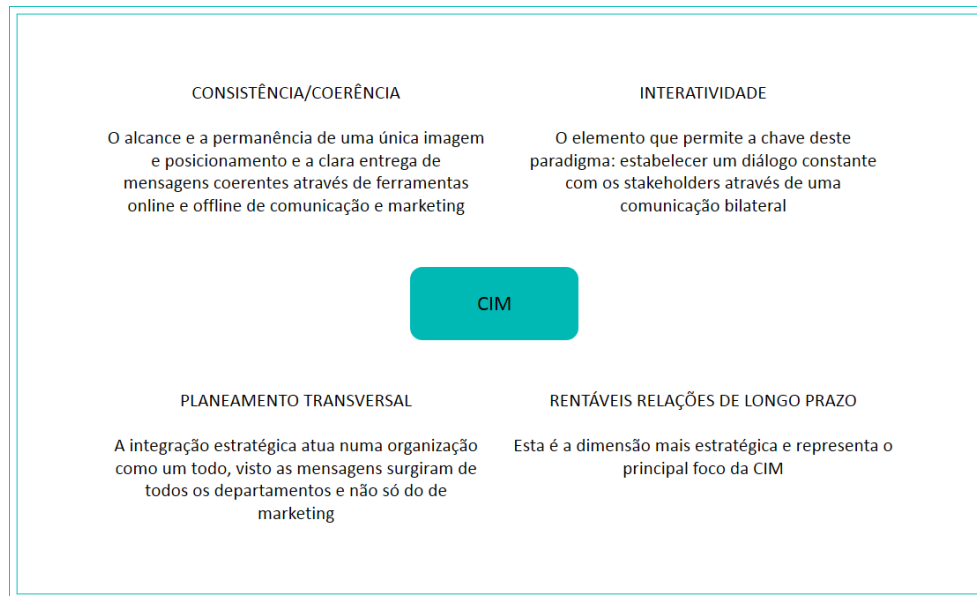 CONSISTÊNCIA/COERÊNCIA
O alcance e a permanência de uma única imagem
e posicionamento e a clara entrega de
mensagens coerentes através de ferramentas
online e offline de comunicação e marketing
INTERATIVIDADE
O elemento que permite a chave deste
paradigma: estabelecer um diálogo constante
com os stakeholders através de uma
comunicação bilateral
CIM
PLANEAMENTO TRANSVERSAL
A integração estratégica atua numa organização
como um todo, visto as mensagens surgiram de
todos os departamentos e não só do de
marketing
RENTÁVEIS RELAÇÕES DE LONGO PRAZO
Esta é a dimensão mais estratégica e representa o
principal foco da CIM